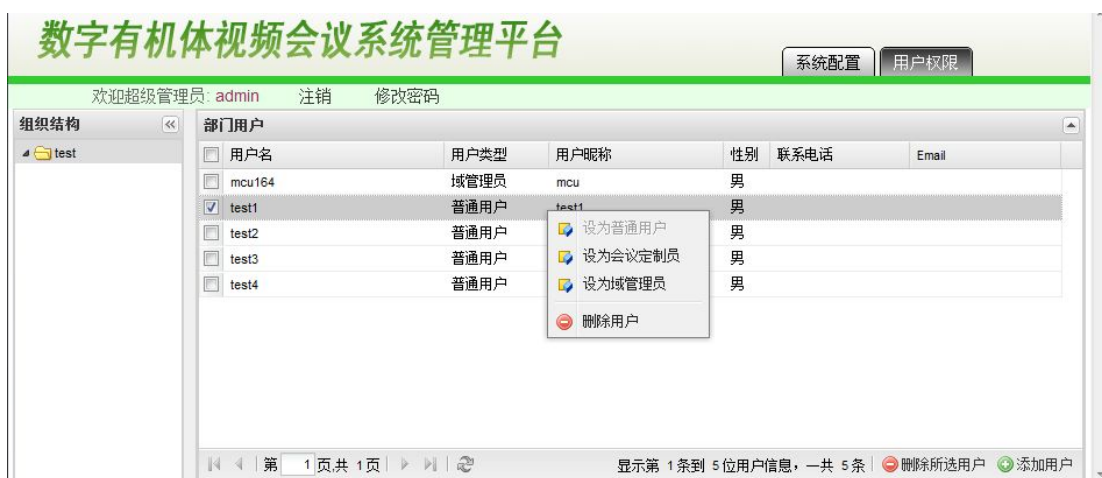 数字有机体视频会议系统管理平台
系统配置 用户权限
欢迎超级管理员: admin 注销 修改密码
组织结构 部门用户
test 用户名 用户类型 用户昵称 性别 联系电话 Email
mcu164 域管理员 mcu 男
test1 普通用户 test1 男
test2 普通用户 设为普通用户 男
test3 普通用户 设为会议定制员 男
test4 普通用户 设为域管理员 男
删除用户
第 1 页,共 1页 显示第 1条到 5位用户信息，一共 5条 删除所选用户 添加用户